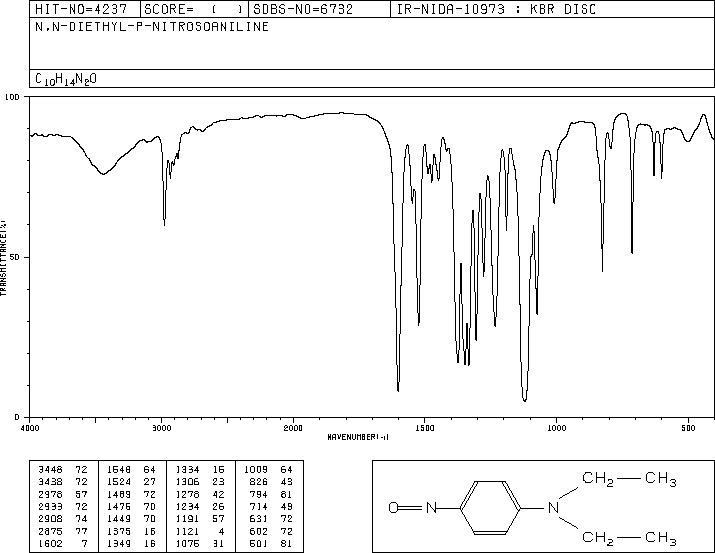 HIT-NO=4237 SCORE= ( ) SDBS-NO=6732 IR-NIDA-10973 : KBR DISC
N,N-DIETHYL-P-NITROSOANILINE
C10H14N2O
100
50
0
TRANSMITTANCE(%)
4000 3000 2000 1500 1000 500
WAVENUMBER(-1)
3448 72 1548 64 1334 15 1009 64
3438 72 1524 27 1306 23 826 43
2978 57 1489 72 1278 42 794 81
2933 72 1476 70 1234 26 714 49
2908 74 1449 70 1191 57 631 72
2875 77 1375 16 1121 4 602 72
1602 7 1349 16 1075 31 601 81
O N N CH2 CH3
CH2 CH3